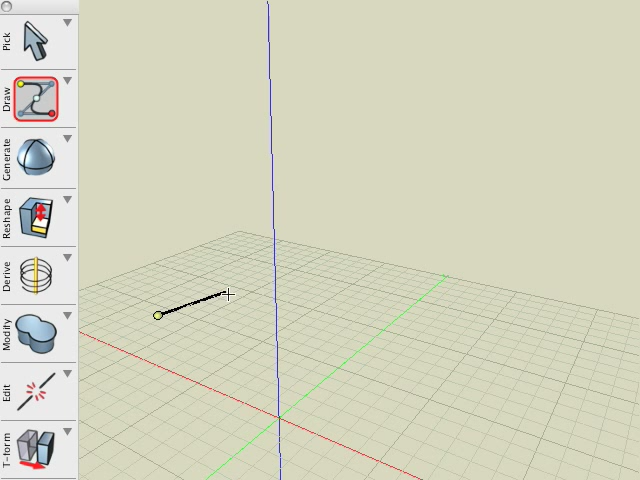 Pick
Draw
Generate
Reshape
Derive
Modify
Edit
T-form